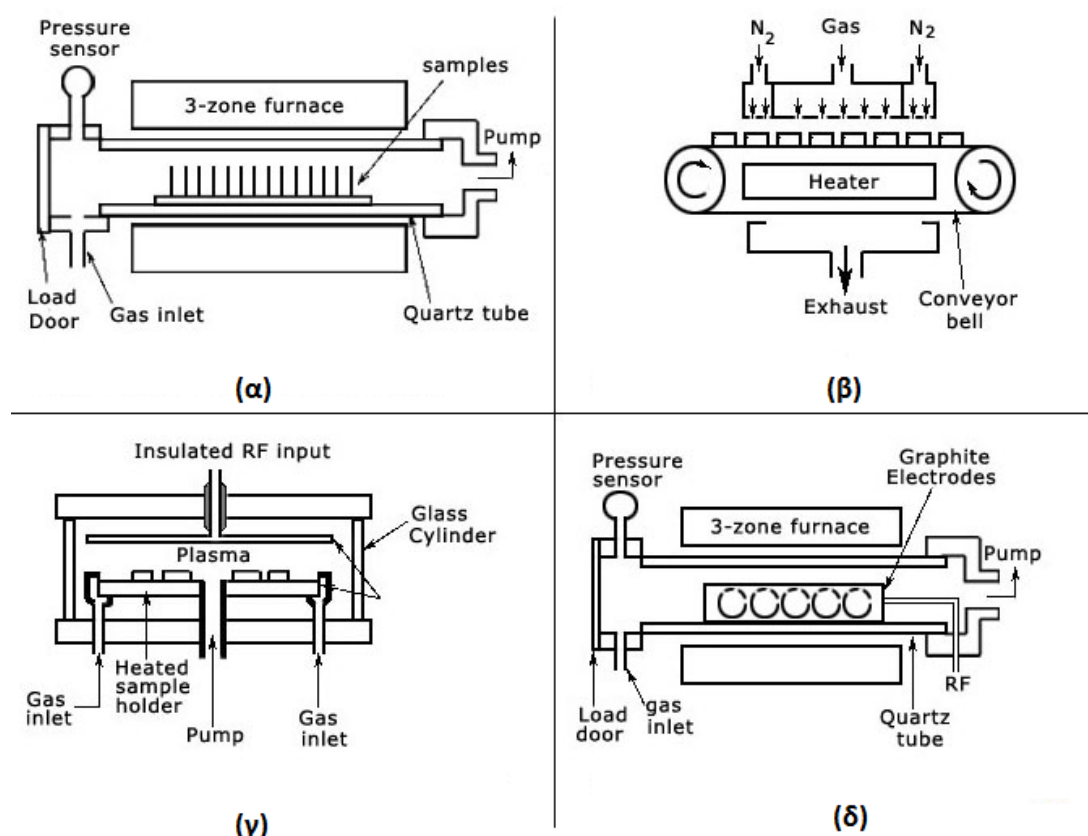 Pressure
sensor
samples
3-zone furnace
Pump
Load
Door
Gas inlet
Quartz tube
(α)
N2
Gas
N2
Heater
Exhaust
Conveyor
bell
(β)
Insulated RF input
Glass
Cylinder
Plasma
Gas
inlet
Heated
sample
holder
Pump
Gas
inlet
(γ)
Pressure
sensor
Graphite
Electrodes
3-zone furnace
Pump
RF
Load
door
gas
inlet
Quartz
tube
(δ)